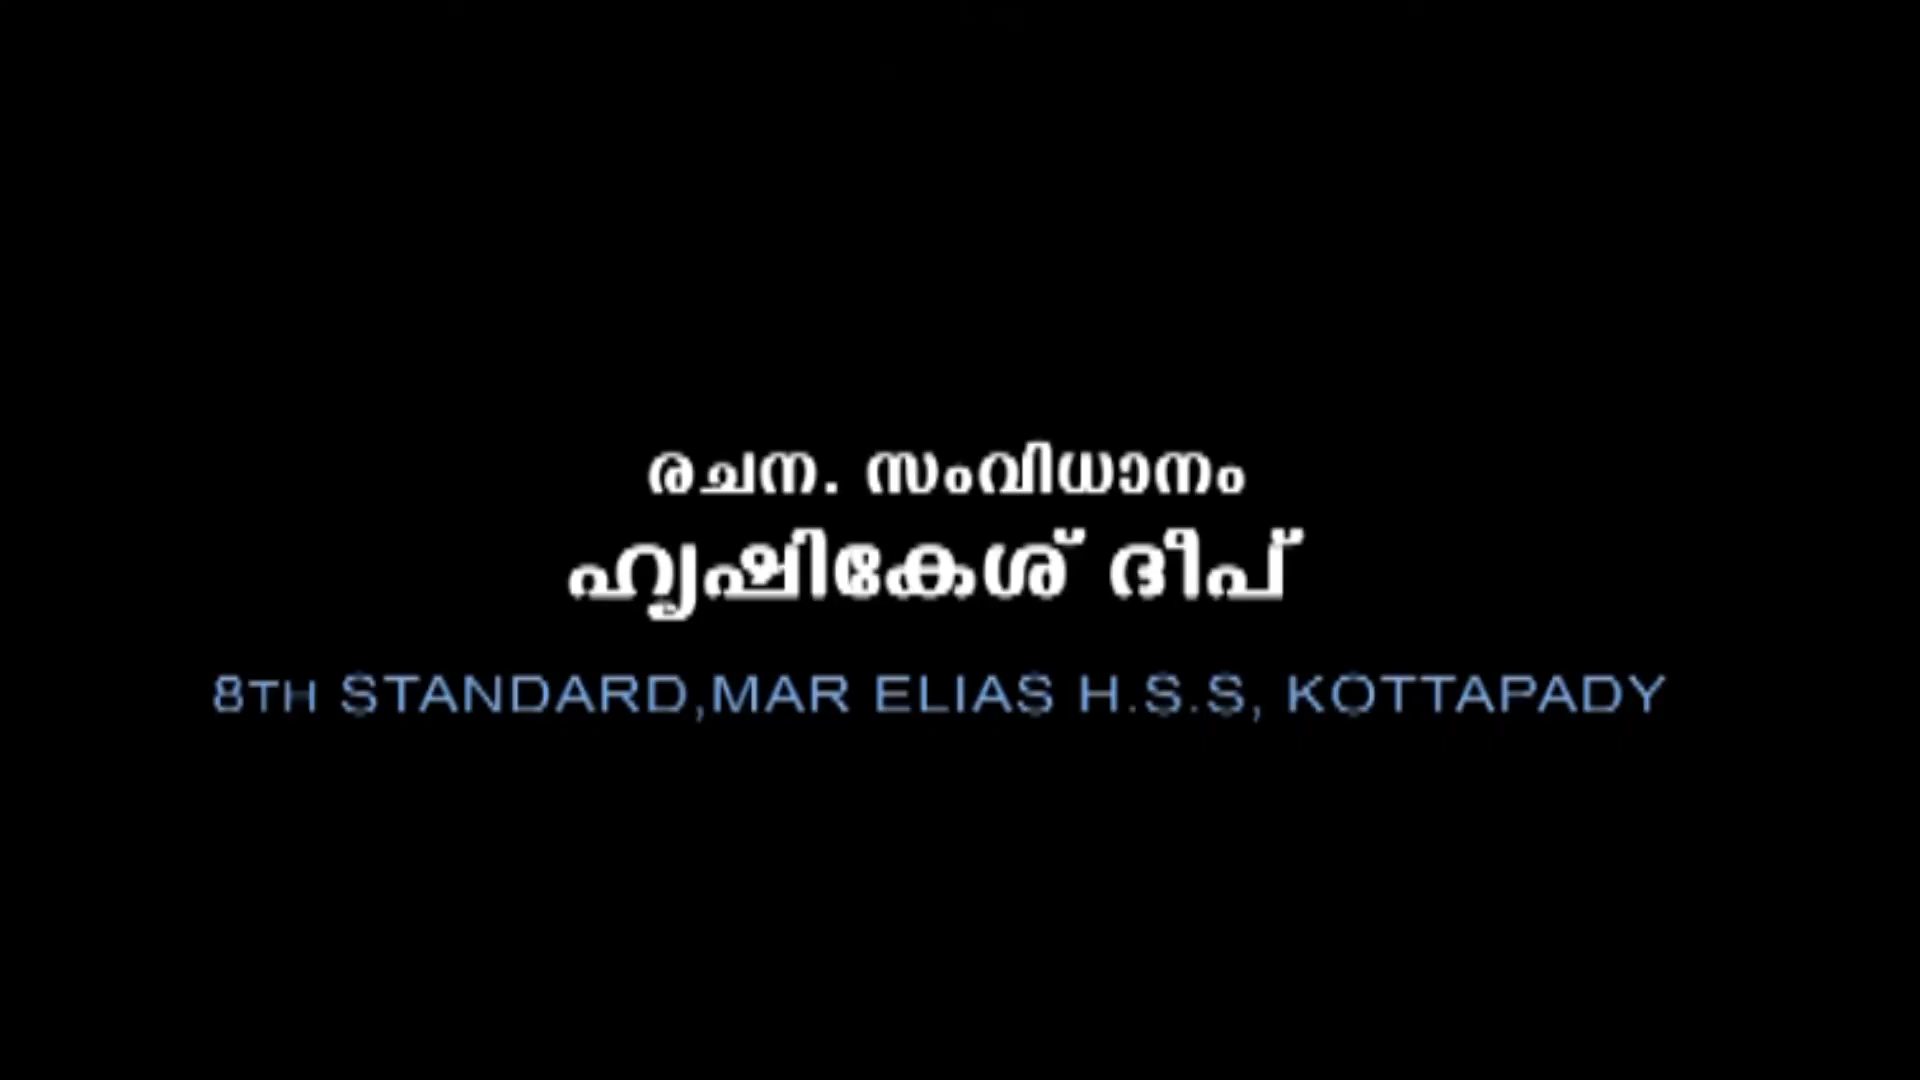 രചന. സംവിധാനം
ഹൃഷികേശ് ദീപ്
8TH STANDARD,MAR ELIAS H.S.S, KOTTAPADY